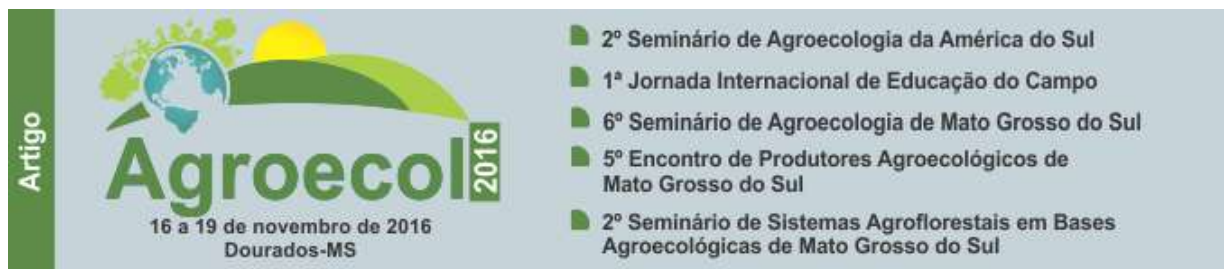 Artigo
Agroecol 2016
16 a 19 de novembro de 2016
Dourados-MS
2º Seminário de Agroecologia da América do Sul
1ª Jornada Internacional de Educação do Campo
6º Seminário de Agroecologia de Mato Grosso do Sul
5º Encontro de Produtores Agroecológicos de
Mato Grosso do Sul
2º Seminário de Sistemas Agroflorestais em Bases
Agroecológicas de Mato Grosso do Sul